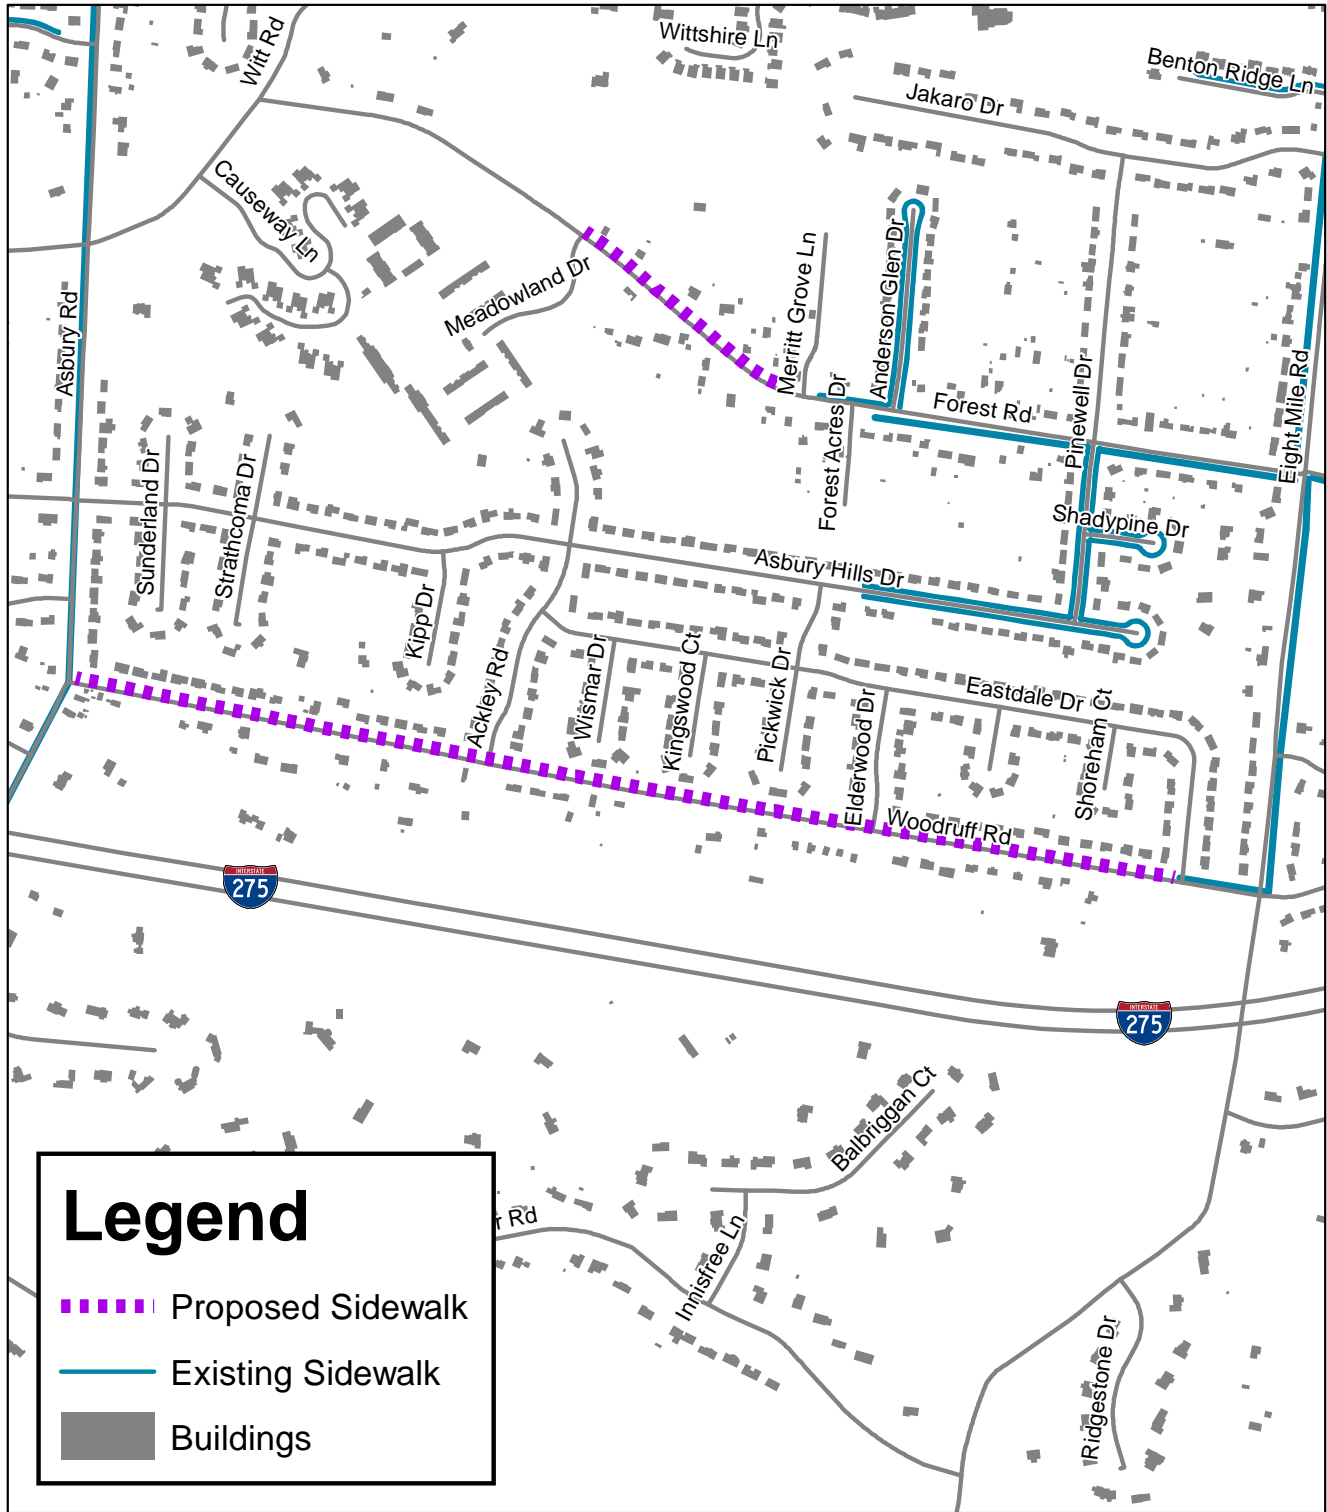 Witt Rd
Wittshire Ln
Benton Ridge Ln
Jakaro Dr
Causeway Ln
Meadowland Dr
Merritt Grove Ln
Anderson Glen Dr
Asbury Rd
Forest Acres Dr
Forest Rd
Pinewell Dr
Eight Mile Rd
Sunderland Dr
Strathcoma Dr
Shadypine Dr
Asbury Hills Dr
Kipp Dr
Ackley Rd
Wismar Dr
Kingswood Ct
Pickwick Dr
Elderwood Dr
Eastdale Dr
Shoreham Ct
Woodruff Rd
INTERSTATE
275
INTERSTATE
275
Balbriggan Ct
Innisfree Ln
r Rd
Ridgestone Dr
Legend
Proposed Sidewalk
Existing Sidewalk
Buildings